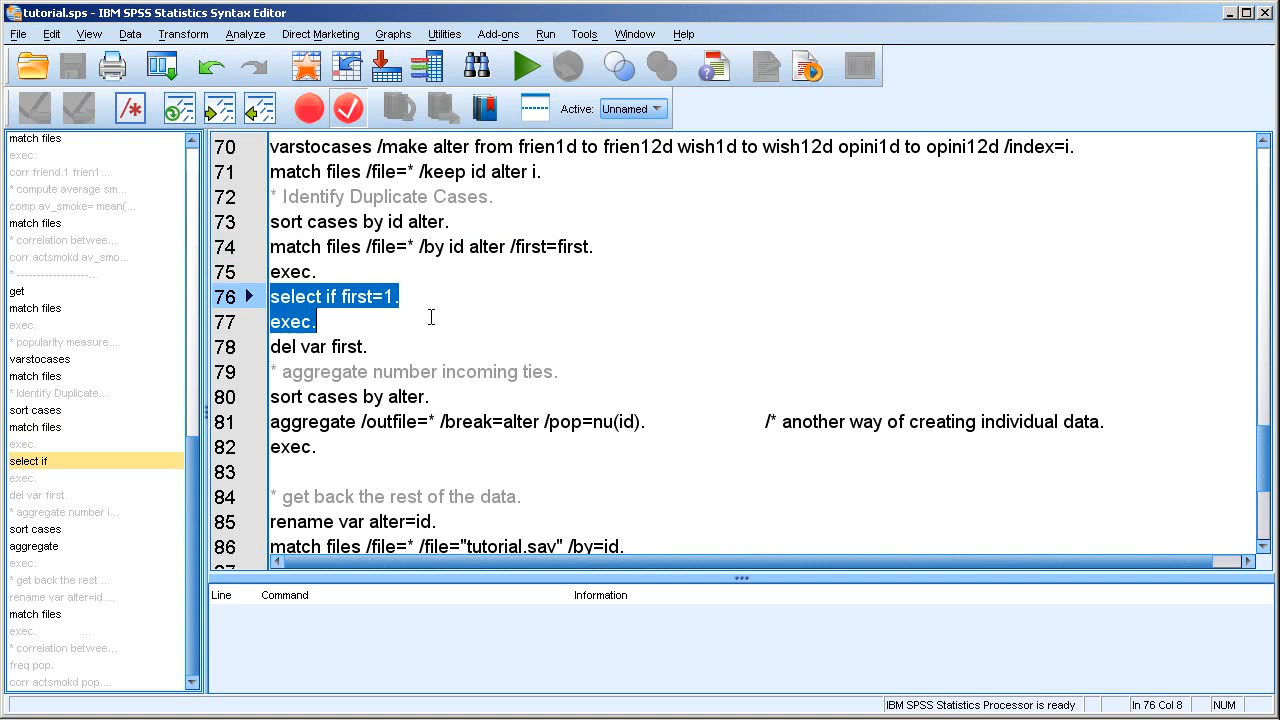 tutorial.sps - IBM SPSS Statistics Syntax Editor
File Edit View Data Transform Analyze Direct Marketing Graphs Utilities Add-ons Run Tools Window Help
Active: Unnamed
match files
exec.
corr friend.1 frien1...
* compute average sm...
comp av_smoke= mean(...
match files
* correlation betwee...
corr actsmokd av_smo...
* -------------------...
get
match files
exec.
* popularity measure...
varstocases
match files
* Identify Duplicate...
sort cases
match files
exec.
select if
exec.
del var first.
* aggregate number i...
sort cases
aggregate
exec.
* get back the rest ...
rename var alter=id....
match files
exec. ...
* correlation betwee...
freq pop.
corr actsmokd pop....
70 varstocases /make alter from frien1d to frien12d wish1d to wish12d opini1d to opini12d /index=i.
71 match files /file=* /keep id alter i.
72 * Identify Duplicate Cases.
73 sort cases by id alter.
74 match files /file=* /by id alter /first=first.
75 exec.
76 select if first=1.
77 exec.
78 del var first.
79 * aggregate number incoming ties.
80 sort cases by alter.
81 aggregate /outfile=* /break=alter /pop=nu(id). /* another way of creating individual data.
82 exec.
83
84 * get back the rest of the data.
85 rename var alter=id.
86 match files /file=* /file="tutorial.sav" /by=id.
Line Command Information
IBM SPSS Statistics Processor is ready In 76 Col 8 NUM